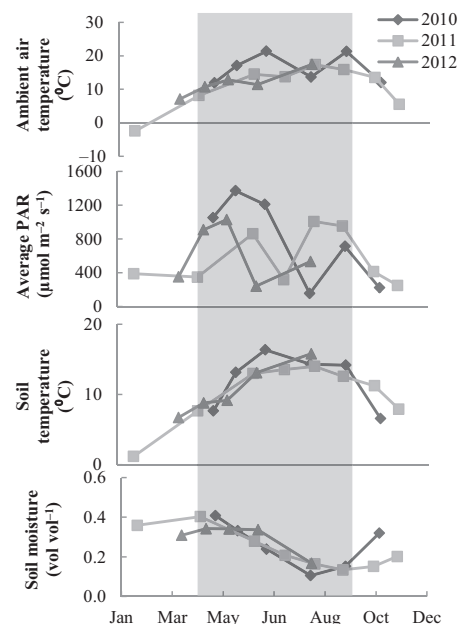 2010
2011
2012
Ambient air
temperature
(⁰C)
30
20
10
0
–10
Average PAR
(μmol m⁻² s⁻¹)
1600
1200
800
400
0
Soil
temperature
(⁰C)
20
10
0
Soil moisture
(vol vol⁻¹)
0.6
0.4
0.2
0.0
Jan Mar May Jun Aug Oct Dec